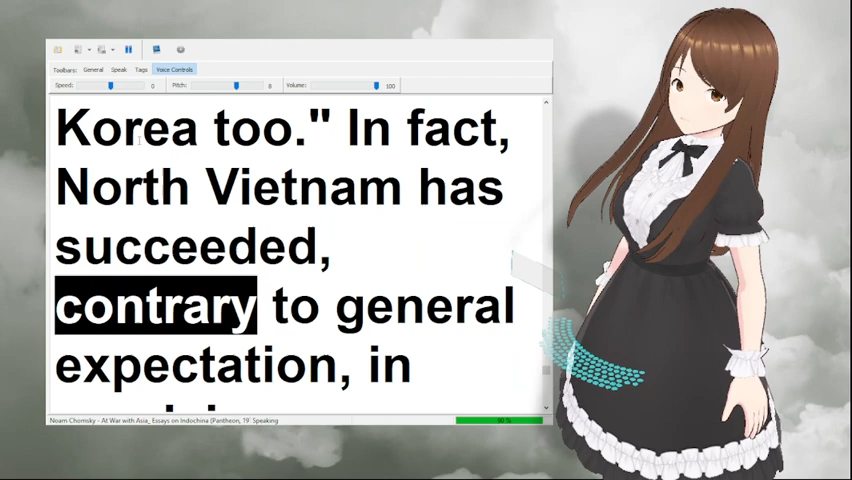 Toolbars: General Speak Tags Voice Controls
Speed: 0 Pitch: 8 Volume: 100
Korea too." In fact,
North Vietnam has
succeeded,
contrary to general
expectation, in
Noam Chomsky - At War with Asia_ Essays on Indochina (Pantheon, 19 Speaking 90 %